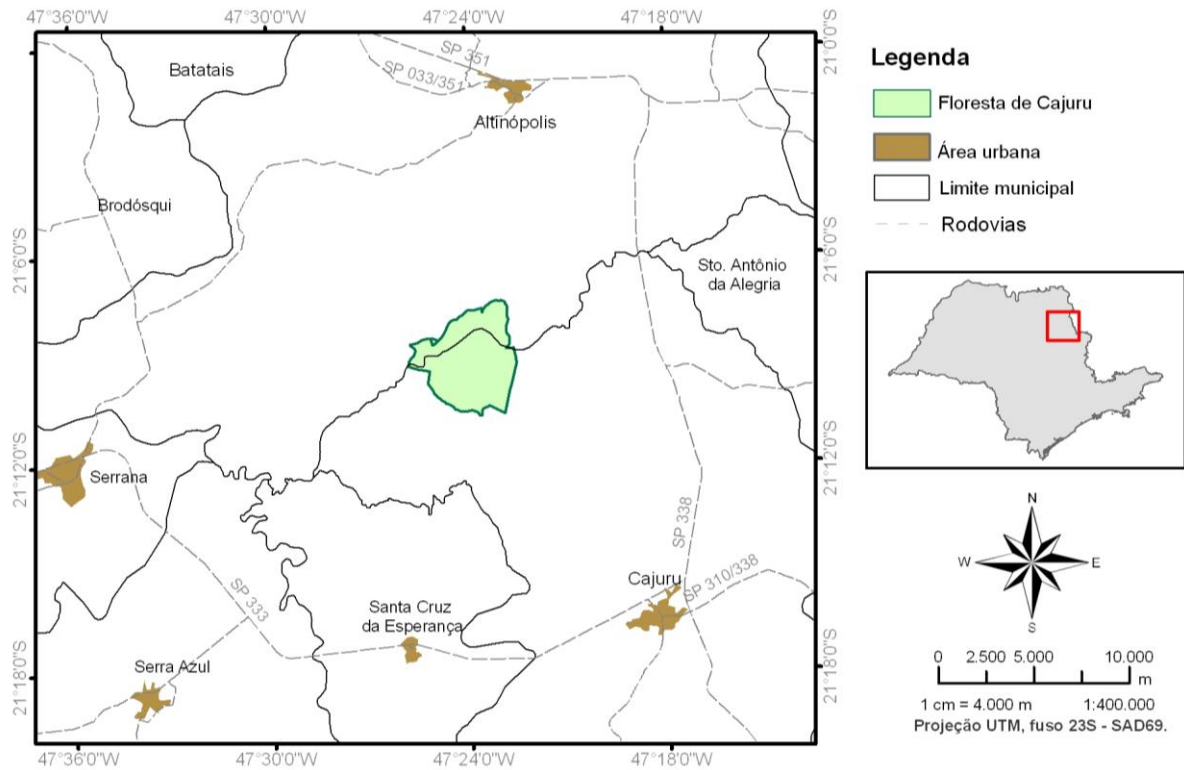 47°36'0"W
47°30'0"W
47°24'0"W
47°18'0"W
21°0'0"S
SP 351
Batatais
SP 033/351
Altinópolis
Brodósqui
21°6'0"S
21°6'0"S
Sto. Antônio
da Alegria
21°12'0"S
21°12'0"S
Serrana
SP 338
SP 333
Cajuru
SP 310/338
Santa Cruz
da Esperança
Serra Azul
21°18'0"S
21°18'0"S
47°36'0"W
47°30'0"W
47°24'0"W
47°18'0"W
Legenda
Floresta de Cajuru
Área urbana
Limite municipal
Rodovias
N
W
E
S
0 2.500 5.000 10.000
m
1 cm = 4.000 m 1:400.000
Projeção UTM, fuso 23S - SAD69.